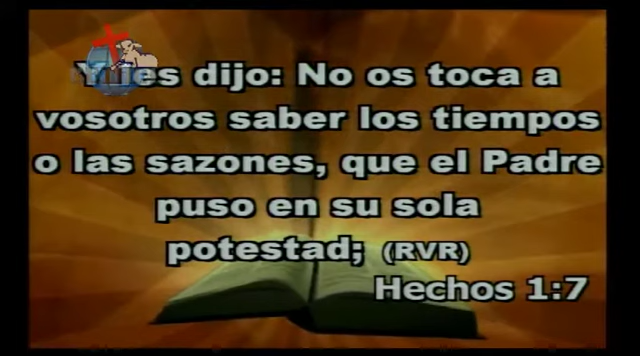 Y les dijo: No os toca a
vosotros saber los tiempos
o las sazones, que el Padre
puso en su sola
potestad; (RVR)
Hechos 1:7